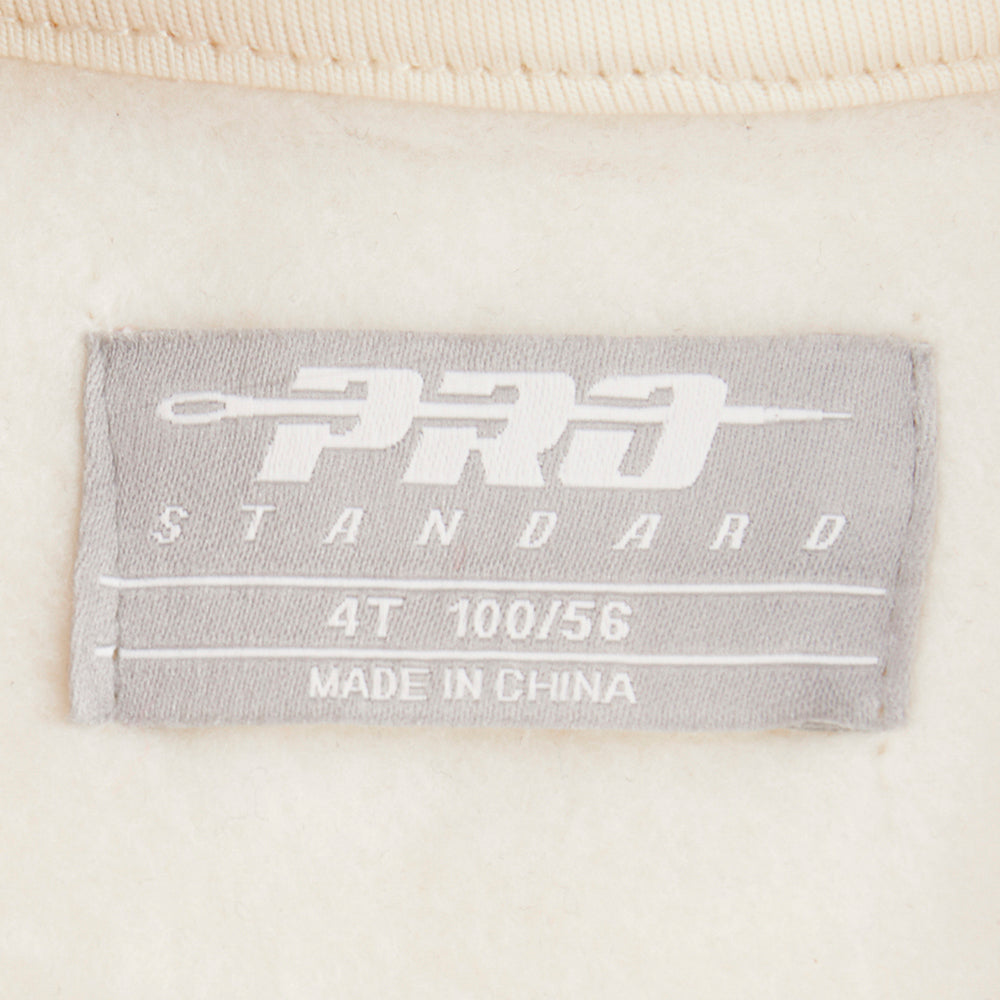 PRO
STANDARD
4T 100/56
MADE IN CHINA